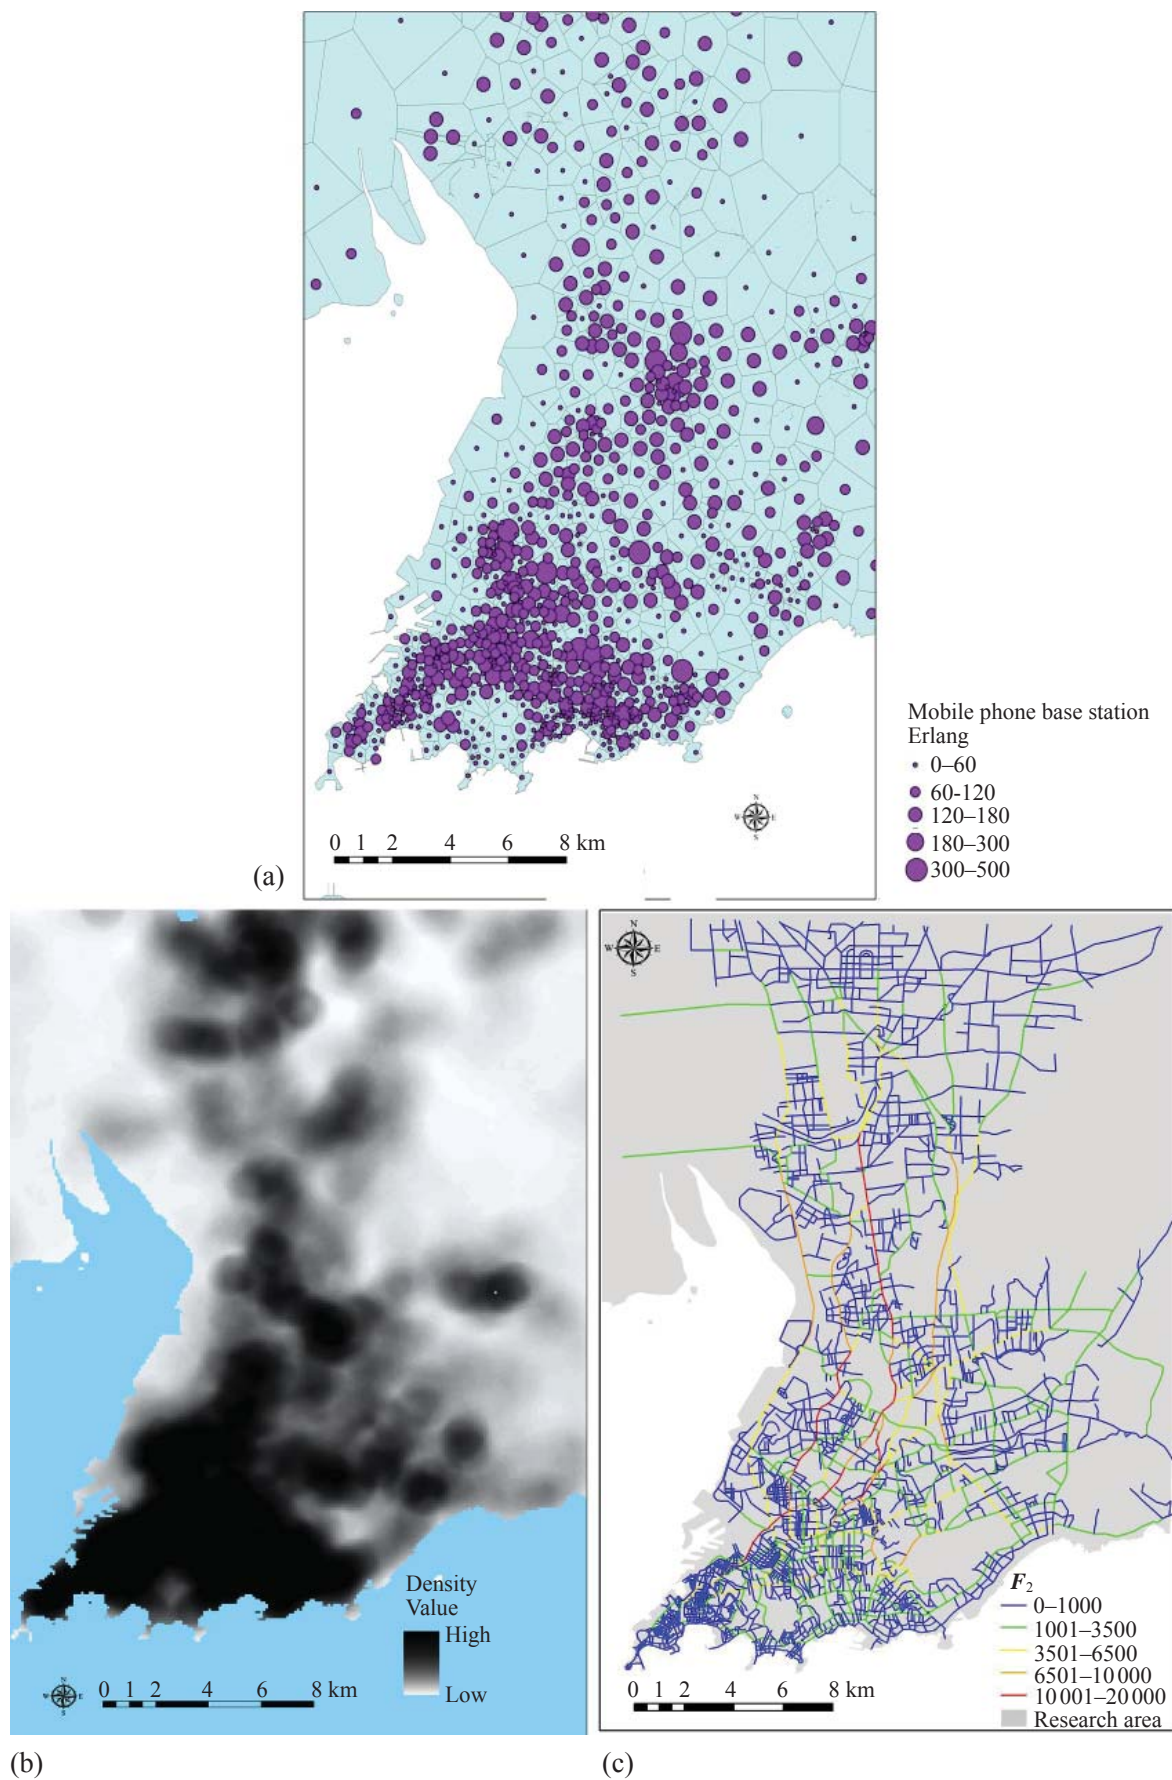 Mobile phone base station
Erlang
0–60
60-120
120–180
180–300
300–500
N
W E
S
0 1 2 4 6 8 km
(a)
Density
Value
High
Low
N
W E
S
0 1 2 4 6 8 km
(b)
N
W E
S
F2
0–1000
1001–3500
3501–6500
6501–10 000
10 001–20 000
Research area
0 1 2 4 6 8 km
(c)